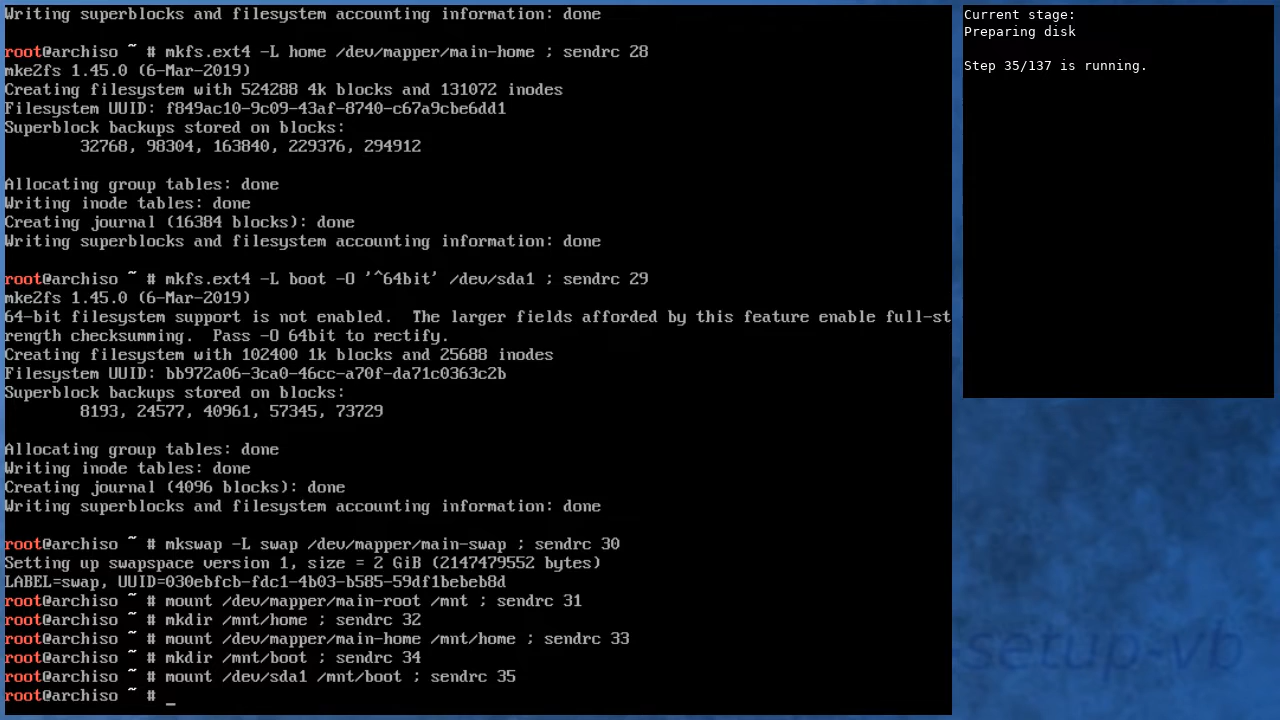 Writing superblocks and filesystem accounting information: done
root@archiso ~ # mkfs.ext4 -L home /dev/mapper/main-home ; sendrc 28
mke2fs 1.45.0 (6-Mar-2019)
Creating filesystem with 524288 4k blocks and 131072 inodes
Filesystem UUID: f849ac10-9c09-43af-8740-c67a9cbe6dd1
Superblock backups stored on blocks:
32768, 98304, 163840, 229376, 294912
Allocating group tables: done
Writing inode tables: done
Creating journal (16384 blocks): done
Writing superblocks and filesystem accounting information: done
root@archiso ~ # mkfs.ext4 -L boot -O '^64bit' /dev/sda1 ; sendrc 29
mke2fs 1.45.0 (6-Mar-2019)
64-bit filesystem support is not enabled.  The larger fields afforded by this feature enable full-st
rength checksumming.  Pass -O 64bit to rectify.
Creating filesystem with 102400 1k blocks and 25688 inodes
Filesystem UUID: bb972a06-3ca0-46cc-a70f-da71c0363c2b
Superblock backups stored on blocks:
8193, 24577, 40961, 57345, 73729
Allocating group tables: done
Writing inode tables: done
Creating journal (4096 blocks): done
Writing superblocks and filesystem accounting information: done
root@archiso ~ # mkswap -L swap /dev/mapper/main-swap ; sendrc 30
Setting up swapspace version 1, size = 2 GiB (2147479552 bytes)
LABEL=swap, UUID=030ebfcb-fdc1-4b03-b585-59df1bebeb8d
root@archiso ~ # mount /dev/mapper/main-root /mnt ; sendrc 31
root@archiso ~ # mkdir /mnt/home ; sendrc 32
root@archiso ~ # mount /dev/mapper/main-home /mnt/home ; sendrc 33
root@archiso ~ # mkdir /mnt/boot ; sendrc 34
root@archiso ~ # mount /dev/sda1 /mnt/boot ; sendrc 35
root@archiso ~ # _
Current stage:
Preparing disk
Step 35/137 is running.
setup-vb